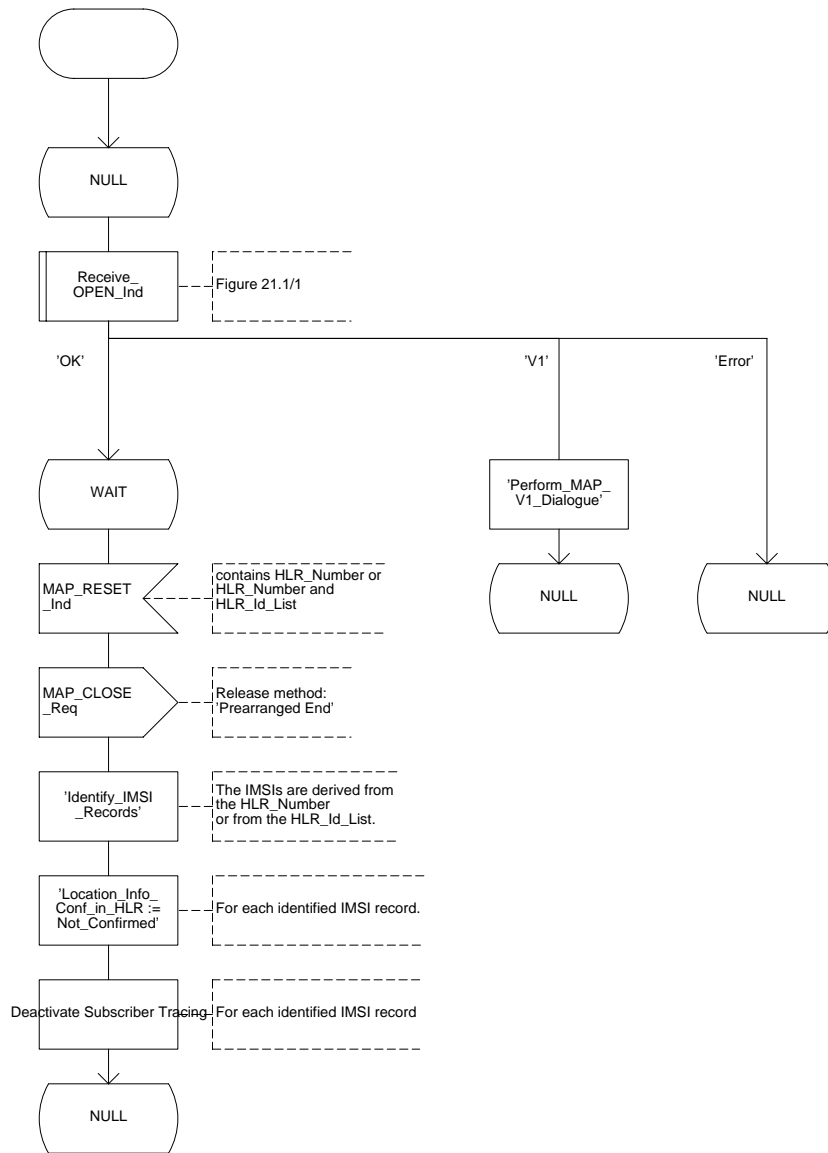 NULL
Receive_
OPEN_Ind
Figure 21.1/1
'OK'
'V1'
'Error'
WAIT
'Perform_MAP_
V1_Dialogue'
MAP_RESET
_Ind
contains HLR_Number or
HLR_Number and
HLR_Id_List
NULL
NULL
MAP_CLOSE
_Req
Release method:
'Prearranged End'
'Identify_IMSI
_Records'
The IMSIs are derived from
the HLR_Number
or from the HLR_Id_List.
'Location_Info_
Conf_in_HLR :=
Not_Confirmed'
For each identified IMSI record.
Deactivate Subscriber Tracing
For each identified IMSI record
NULL